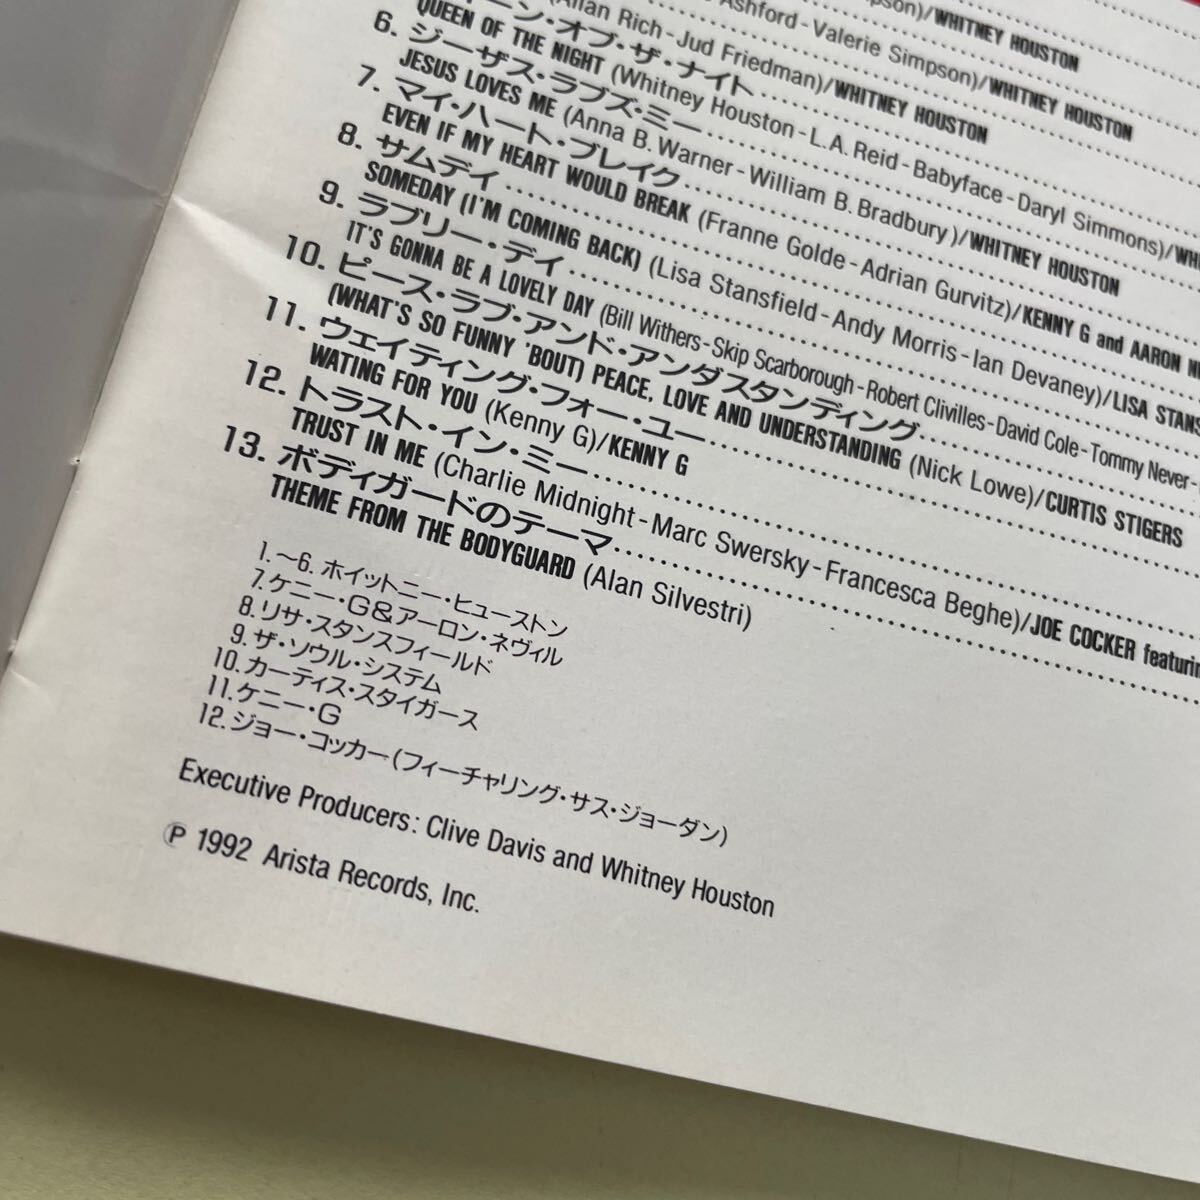 Ashford-Valerie Simpson)/WHITNEY HOUSTON
Rich-Jud Friedman)/WHITNEY HOUSTON
オブ・ザ・ナイト
QUEEN OF THE NIGHT (Whitney Houston-L.A. Reid-Babyface-Daryl Simmons)/
6. ジーザス・ラブズ・ミー
JESUS LOVES ME (Anna B. Warner-William B. Bradbury)/WHITNEY HOUSTON
7. マイ・ハート・ブレイク
EVEN IF MY HEART WOULD BREAK (Franne Golde-Adrian Gurvitz)/KENNY G and AARON
8. サムデイ
SOMEDAY (I'M COMING BACK) (Lisa Stansfield-Andy Morris-Ian Devaney)/LISA
9. ラブリー・デイ
IT'S GONNA BE A LOVELY DAY (Bill Withers-Skip Scarborough-Robert Clivilles-David Cole-Tommy Never-
10. ピース・ラブ・アンド・アンダスタンディング
(WHAT'S SO FUNNY 'BOUT) PEACE, LOVE AND UNDERSTANDING (Nick Lowe)/CURTIS STIGERS
11. ウェイティング・フォー・ユー
WATING FOR YOU (Kenny G)/KENNY G
12. トラスト・イン・ミー
TRUST IN ME (Charlie Midnight-Marc Swersky-Francesca Beghe)/JOE COCKER
13. ボディガードのテーマ
THEME FROM THE BODYGUARD (Alan Silvestri)
1.〜6. ホイットニー・ヒューストン
7. ケニー・G&アーロン・ネヴィル
8. リサ・スタンスフィールド
9. ザ・ソウル・システム
10. カーティス・スタイガース
11. ケニー・G
12. ジョー・コッカー(フィーチャリング・サス・ジョーダン)
Executive Producers: Clive Davis and Whitney Houston
Ⓟ 1992 Arista Records, Inc.